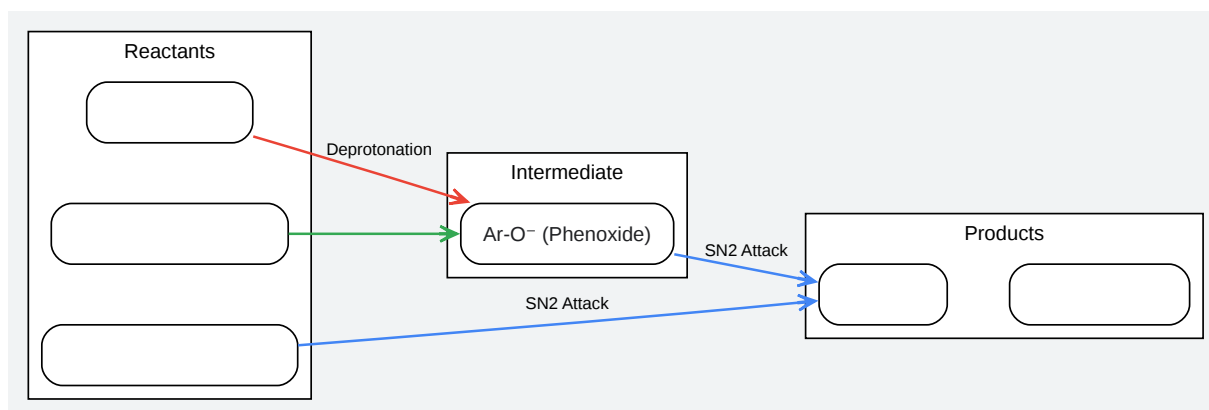 Reactants
Deprotonation
Intermediate
Ar-O⁻ (Phenoxide)
Products
SN2 Attack
SN2 Attack